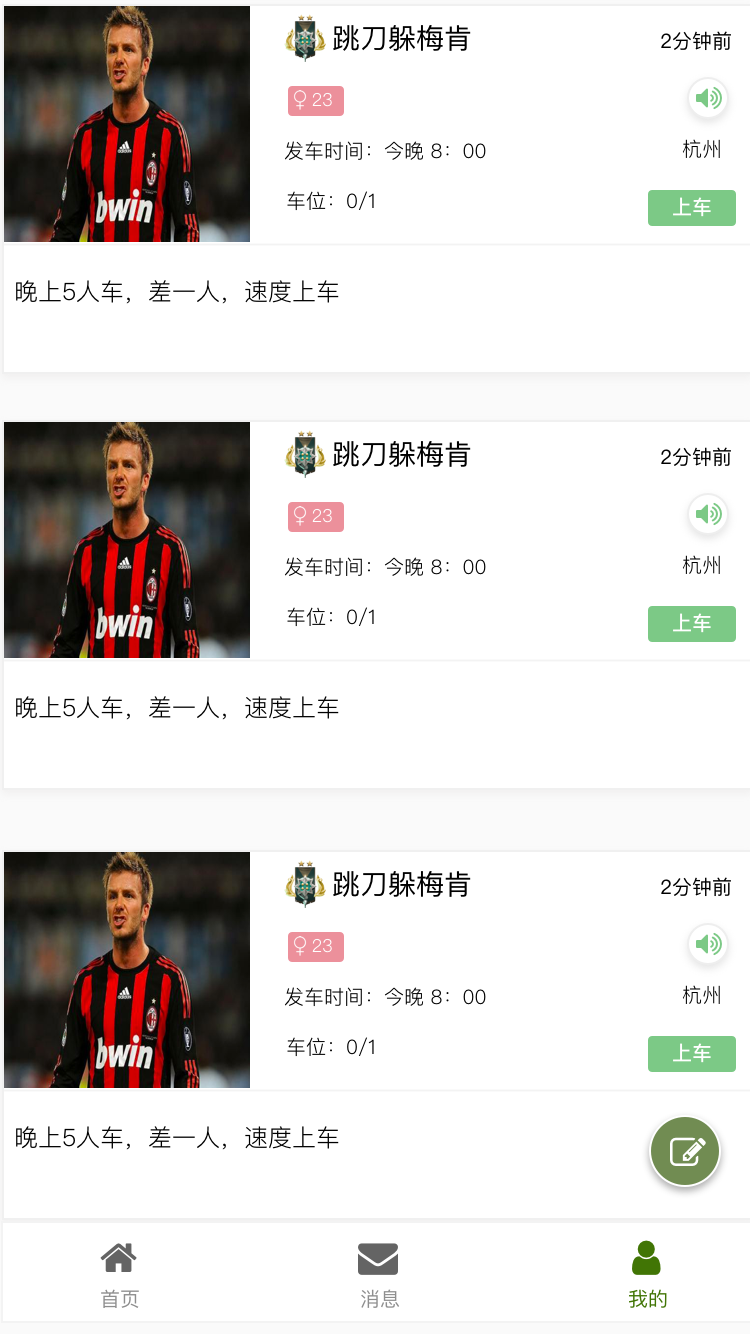 跳刀躲梅肯
2分钟前
♀ 23
发车时间：今晚 8：00
杭州
车位：0/1
上车
bwin
晚上5人车，差一人，速度上车
跳刀躲梅肯
2分钟前
♀ 23
发车时间：今晚 8：00
杭州
车位：0/1
上车
bwin
晚上5人车，差一人，速度上车
跳刀躲梅肯
2分钟前
♀ 23
发车时间：今晚 8：00
杭州
车位：0/1
上车
bwin
晚上5人车，差一人，速度上车
首页
消息
我的